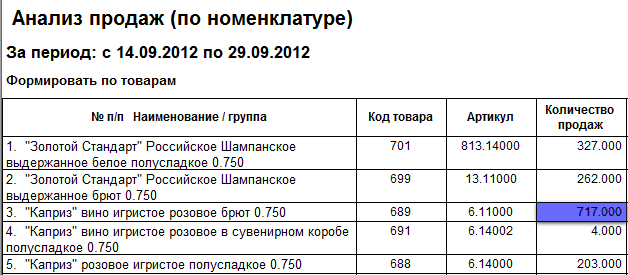 Анализ продаж (по номенклатуре)
За период: с 14.09.2012 по 29.09.2012
Формировать по товарам
№ п/п Наименование / группа Код товара Артикул Количество
продаж
1. "Золотой Стандарт" Российское Шампанское 701 813.14000 327.000
выдержанное белое полусладкое 0.750
2. "Золотой Стандарт" Российское Шампанское 699 13.11000 262.000
выдержанное брют 0.750
3. "Каприз" вино игристое розовое брют 0.750 689 6.11000 717.000
4. "Каприз" вино игристое розовое в сувенирном коробе 691 6.14002 4.000
полусладкое 0.750
5. "Каприз" розовое игристое полусладкое 0.750 688 6.14000 203.000